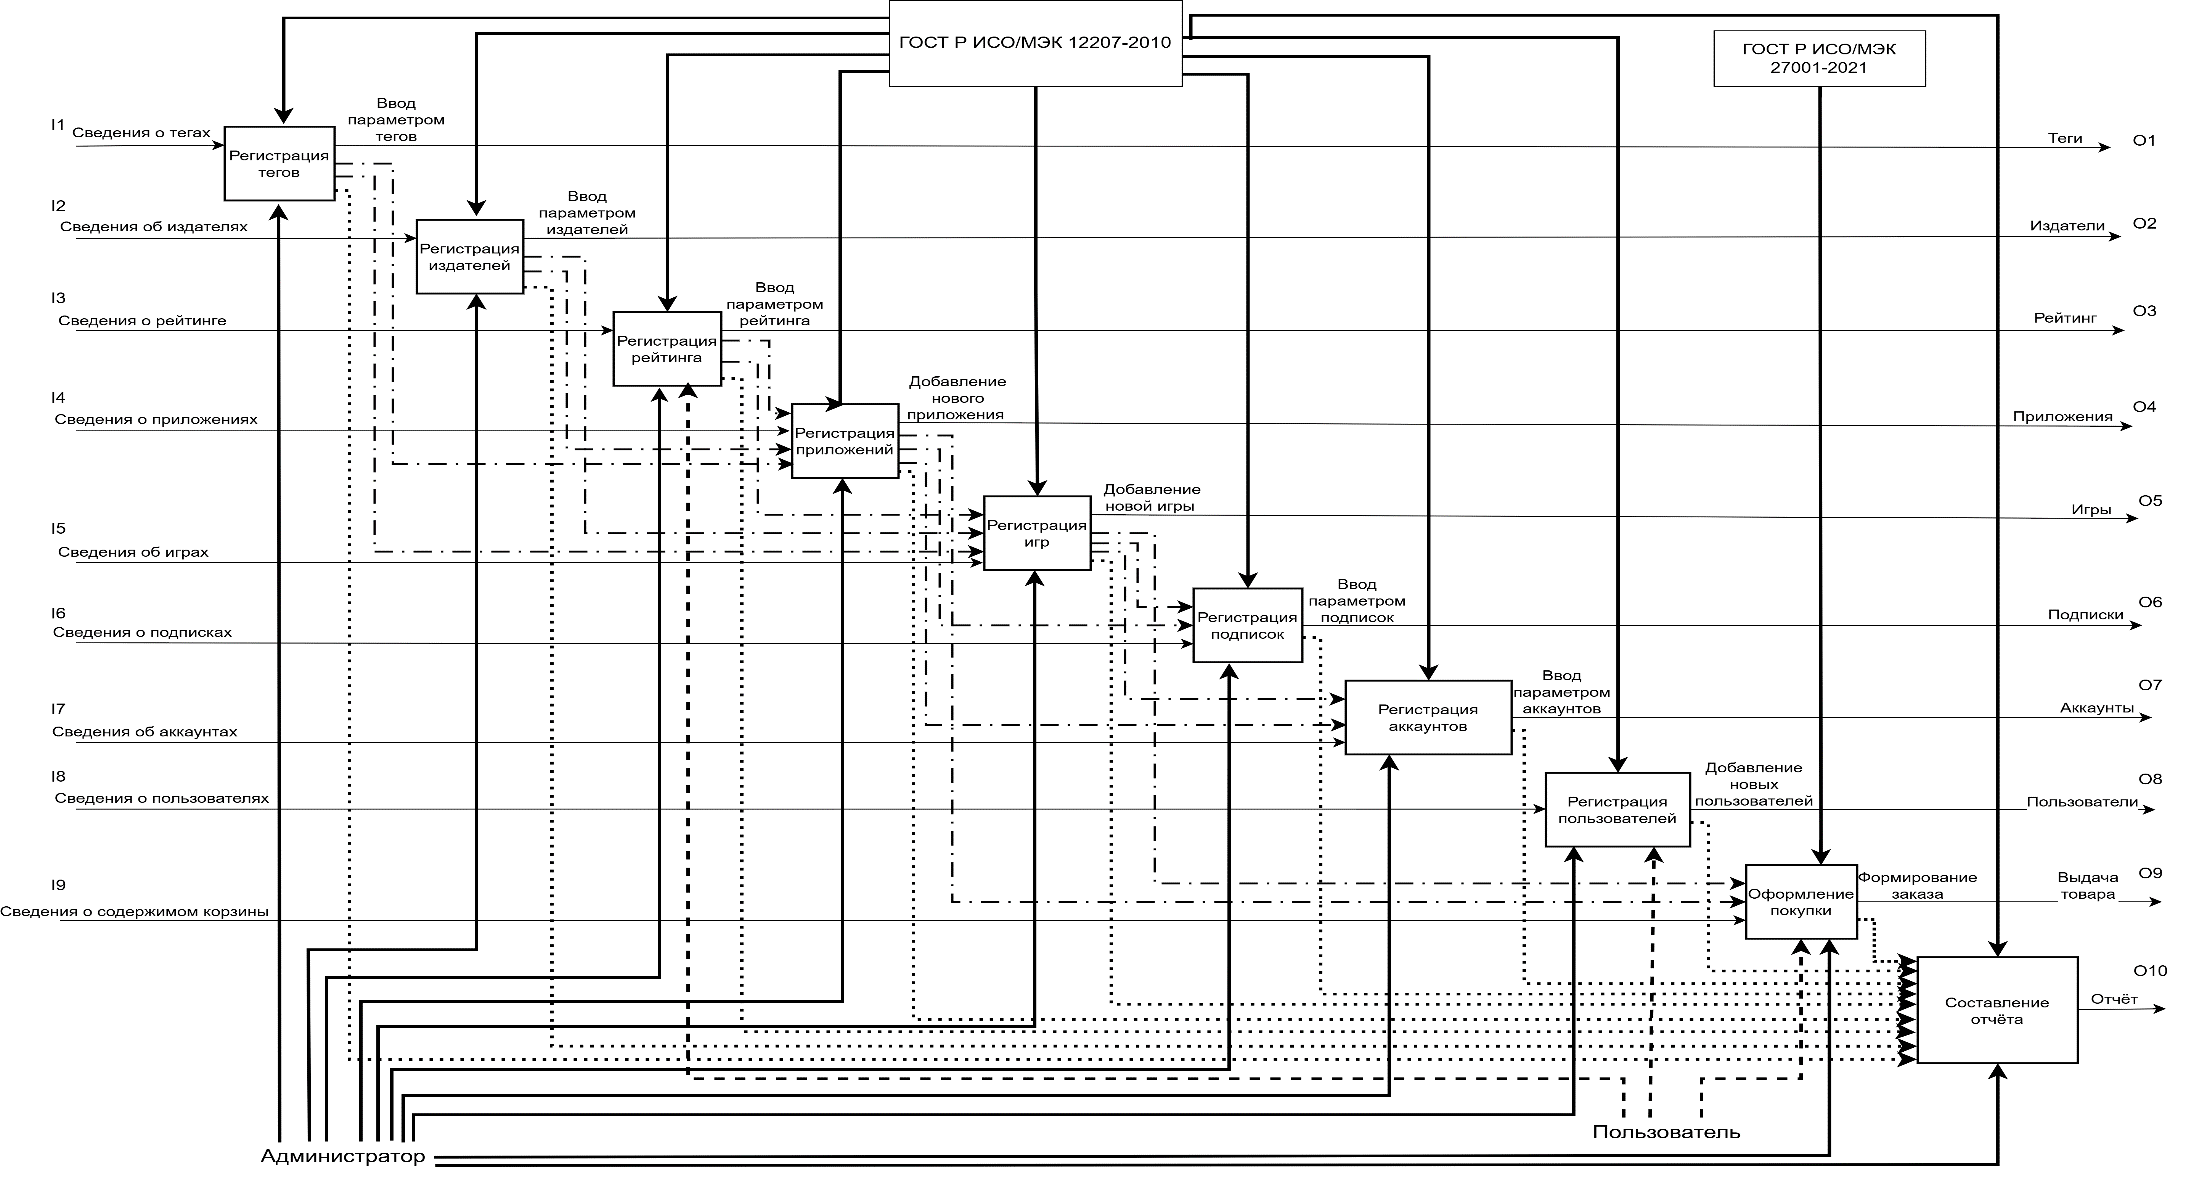 ГОСТ Р ИСО/МЭК 12207-2010
ГОСТ Р ИСО/МЭК
27001-2021
I1
Сведения о тегах
Регистрация
тегов
Ввод
параметром
тегов
Теги
O1
I2
Сведения об издателях
Регистрация
издателей
Ввод
параметром
издателей
Издатели
O2
I3
Сведения о рейтинге
Регистрация
рейтинга
Ввод
параметром
рейтинга
Рейтинг
O3
I4
Сведения о приложениях
Регистрация
приложений
Добавление
нового
приложения
Приложения
O4
I5
Сведения об играх
Регистрация
игр
Добавление
новой игры
Игры
O5
I6
Сведения о подписках
Регистрация
подписок
Ввод
параметром
подписок
Подписки
O6
I7
Сведения об аккаунтах
Регистрация
аккаунтов
Ввод
параметром
аккаунтов
Аккаунты
O7
I8
Сведения о пользователях
Регистрация
пользователей
Добавление
новых
пользователей
Пользователи
O8
I9
Сведения о содержимом корзины
Оформление
покупки
Формирование
заказа
Выдача
товара
O9
Составление
отчёта
Отчёт
O10
Администратор
Пользователь